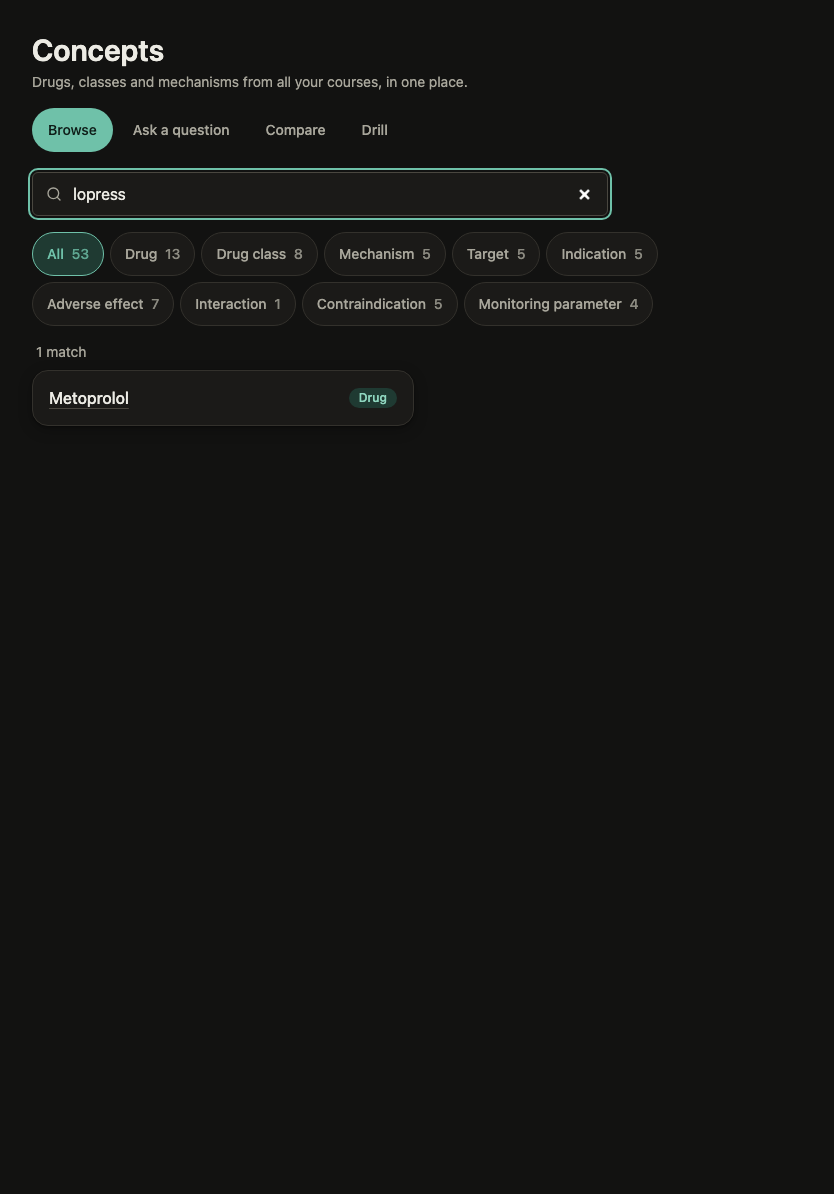 Concepts
Drugs, classes and mechanisms from all your courses, in one place.
Browse Ask a question Compare Drill
lopress
All 53 Drug 13 Drug class 8 Mechanism 5 Target 5 Indication 5
Adverse effect 7 Interaction 1 Contraindication 5 Monitoring parameter 4
1 match
Metoprolol Drug